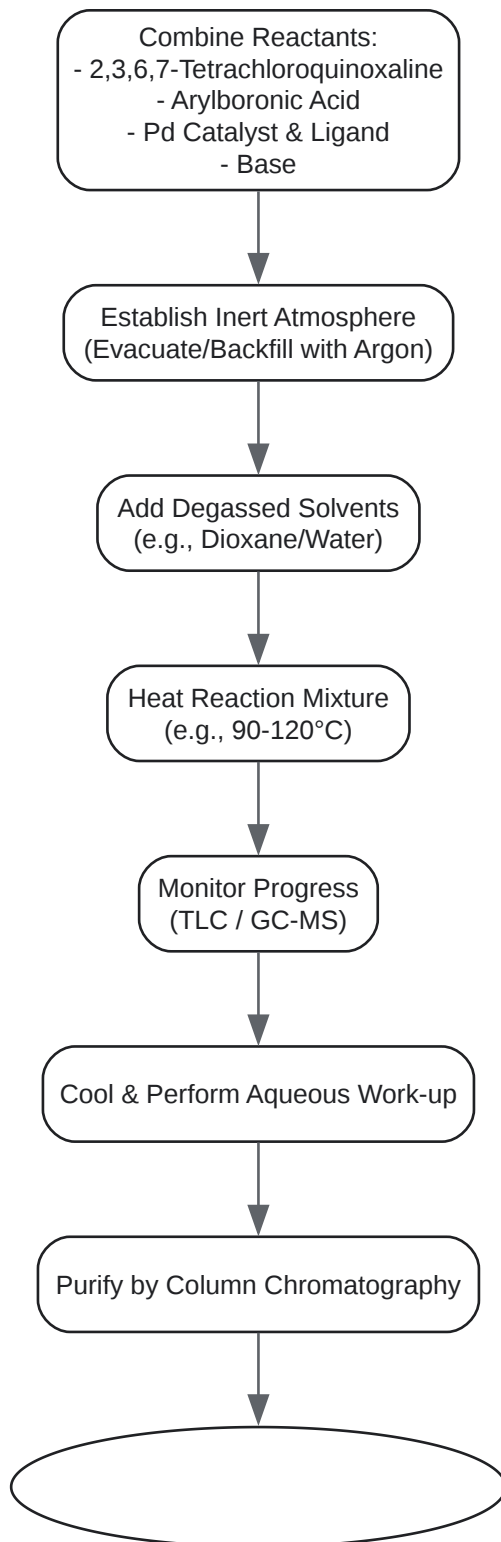 Combine Reactants:
- 2,3,6,7-Tetrachloroquinoxaline
- Arylboronic Acid
- Pd Catalyst & Ligand
- Base
Establish Inert Atmosphere
(Evacuate/Backfill with Argon)
Add Degassed Solvents
(e.g., Dioxane/Water)
Heat Reaction Mixture
(e.g., 90-120°C)
Monitor Progress
(TLC / GC-MS)
Cool & Perform Aqueous Work-up
Purify by Column Chromatography